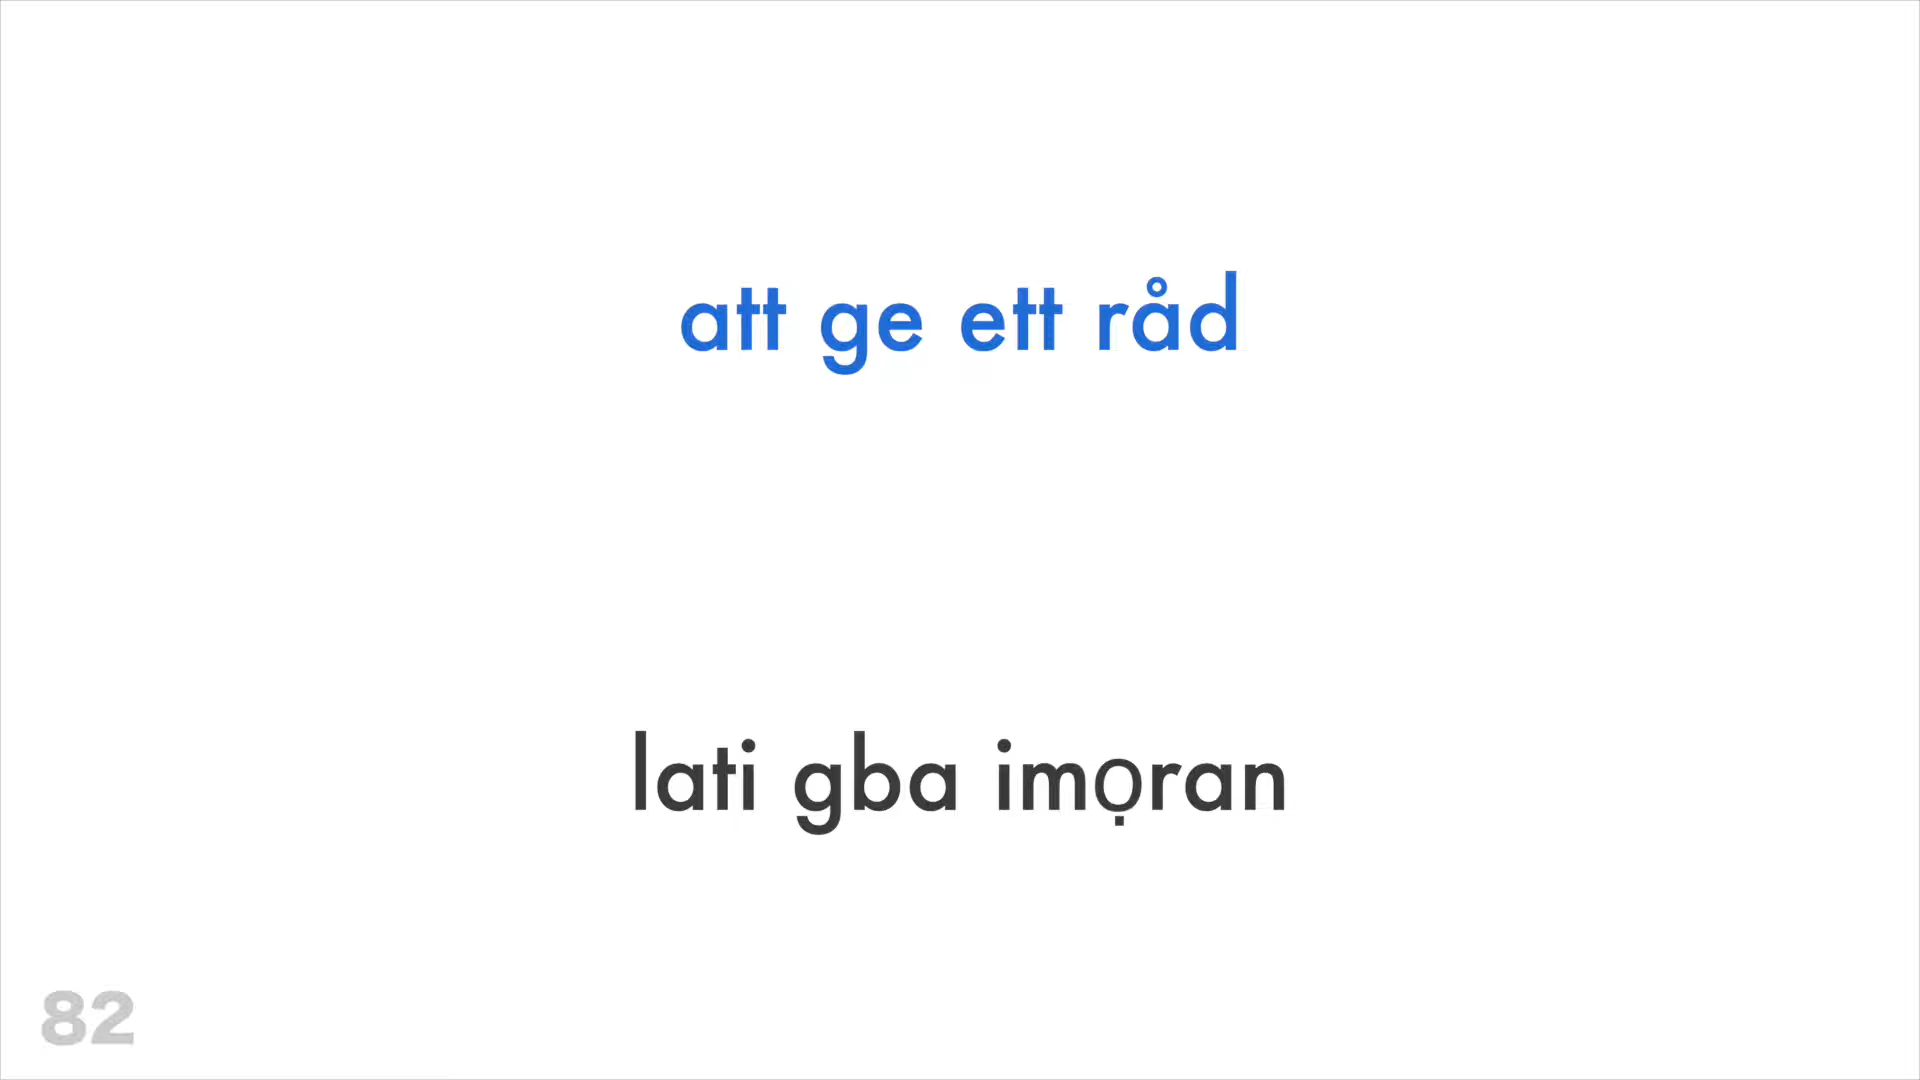 att ge ett råd
lati gba imọran
82